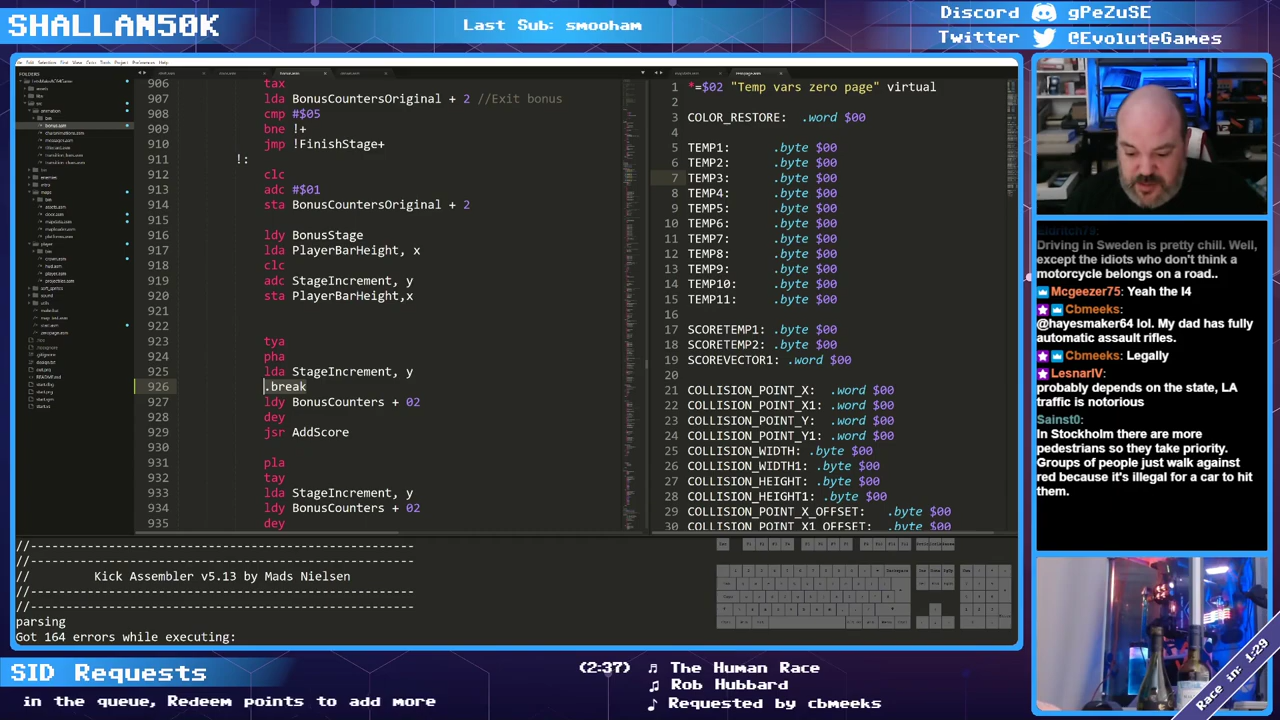 SHALLAN50K
Last Sub: smooham
Discord gPeZuSE
Twitter @EvoluteGames
FOLDERS
906 tax
907 lda BonusCountersOriginal + 2 //Exit bonus
908 cmp #$05
909 bne !+
910 jmp !FinishStage+
911 !:
912 clc
913 adc #$01
914 sta BonusCountersOriginal + 2
915
916 ldy BonusStage
917 lda PlayerBarHeight, x
918 clc
919 adc StageIncrement, y
920 sta PlayerBarHeight,x
921
922
923 tya
924 pha
925 lda StageIncrement, y
926 .break
927 ldy BonusCounters + 02
928 dey
929 jsr AddScore
930
931 pla
932 tay
933 lda StageIncrement, y
934 ldy BonusCounters + 02
935 dey
1 *=$02 "Temp vars zero page" virtual
2
3 COLOR_RESTORE: .word $00
4
5 TEMP1: .byte $00
6 TEMP2: .byte $00
7 TEMP3: .byte $00
8 TEMP4: .byte $00
9 TEMP5: .byte $00
10 TEMP6: .byte $00
11 TEMP7: .byte $00
12 TEMP8: .byte $00
13 TEMP9: .byte $00
14 TEMP10: .byte $00
15 TEMP11: .byte $00
16
17 SCORETEMP1: .byte $00
18 SCORETEMP2: .byte $00
19 SCOREVECTOR1: .word $00
20
21 COLLISION_POINT_X: .word $00
22 COLLISION_POINT_X1: .word $00
23 COLLISION_POINT_Y: .word $00
24 COLLISION_POINT_Y1: .word $00
25 COLLISION_WIDTH: .byte $00
26 COLLISION_WIDTH1: .byte $00
27 COLLISION_HEIGHT: .byte $00
28 COLLISION_HEIGHT1: .byte $00
29 COLLISION_POINT_X_OFFSET: .byte $00
30 COLLISION_POINT_X1_OFFSET: .byte $00
//--------------------------------------------------
//--------------------------------------------------
// Kick Assembler v5.13 by Mads Nielsen
//--------------------------------------------------
//--------------------------------------------------
parsing
Got 164 errors while executing:
Eldritch79:
Driving in Sweden is pretty chill. Well,
except the idiots who don't think a
motorcycle belongs on a road..
Mcgeezer75: Yeah the I4
Cbmeeks:
@hayesmaker64 lol. My dad has fully
automatic assault rifles.
Cbmeeks: Legally
LesnarIV:
probably depends on the state, LA
traffic is notorious
Sainst0:
In Stockholm there are more
pedestrians so they take priority.
Groups of people just walk against
red because it's illegal for a car to hit
them.
SID Requests
in the queue, Redeem points to add more
(2:37) The Human Race
Rob Hubbard
Requested by cbmeeks
Race in: 1:29